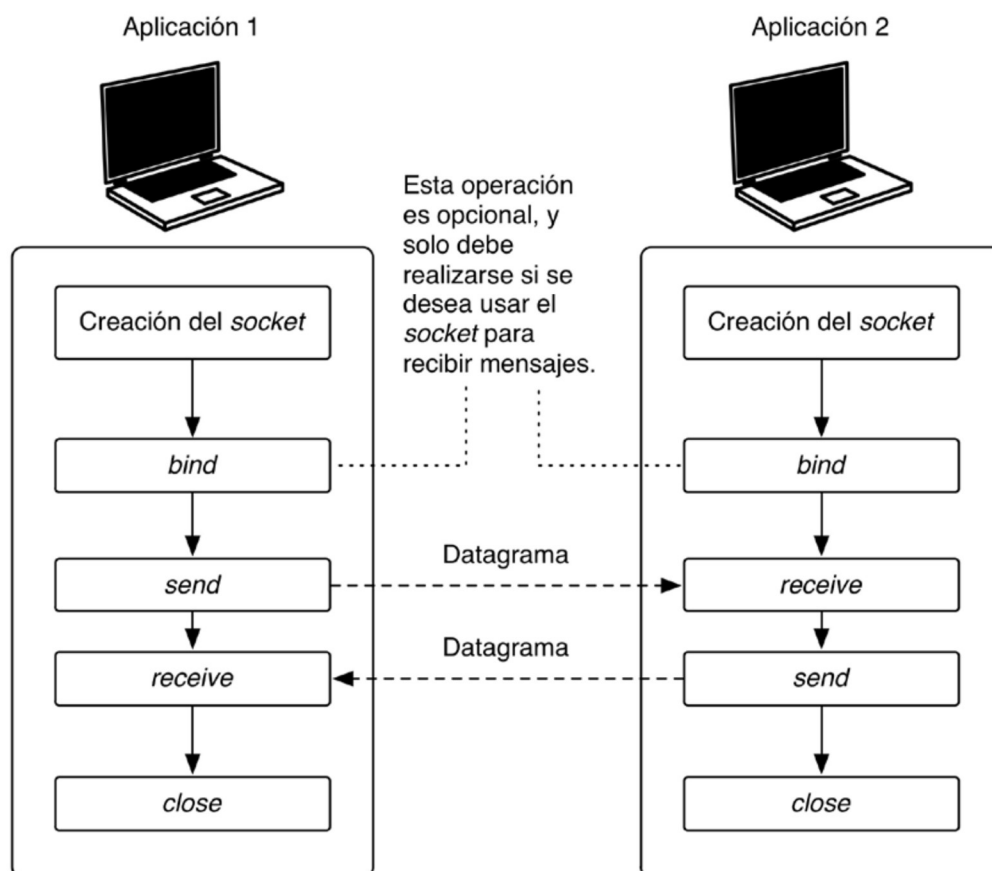 Aplicación 1
Aplicación 2
Esta operación
es opcional, y
solo debe
realizarse si se
desea usar el
socket para
recibir mensajes.
Creación del socket
Creación del socket
bind
bind
Datagrama
send
receive
Datagrama
receive
send
close
close